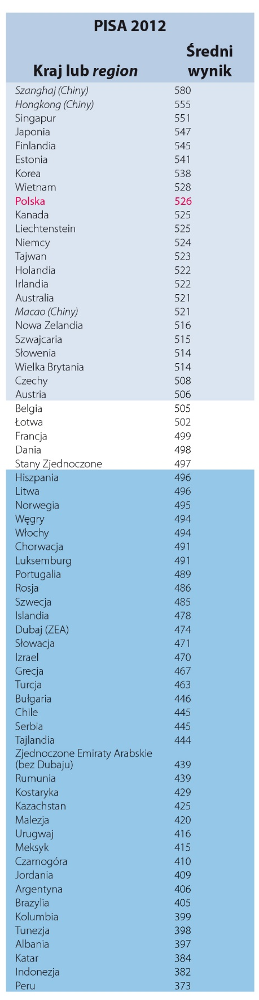 PISA 2012
Kraj lub region Średni wynik
Szanghaj (Chiny) 580
Hongkong (Chiny) 555
Singapur 551
Japonia 547
Finlandia 545
Estonia 541
Korea 538
Wietnam 528
Polska 526
Kanada 525
Liechtenstein 525
Niemcy 524
Tajwan 523
Holandia 522
Irlandia 522
Australia 521
Macao (Chiny) 521
Nowa Zelandia 516
Szwajcaria 515
Słowenia 514
Wielka Brytania 514
Czechy 508
Austria 506
Belgia 505
Łotwa 502
Francja 499
Dania 498
Stany Zjednoczone 497
Hiszpania 496
Litwa 496
Norwegia 495
Węgry 494
Włochy 494
Chorwacja 491
Luksemburg 491
Portugalia 489
Rosja 486
Szwecja 485
Islandia 478
Dubaj (ZEA) 474
Słowacja 471
Izrael 470
Grecja 467
Turcja 463
Bułgaria 446
Chile 445
Serbia 445
Tajlandia 444
Zjednoczone Emiraty Arabskie
(bez Dubaju) 439
Rumunia 439
Kostaryka 429
Kazachstan 425
Malezja 420
Urugwaj 416
Meksyk 415
Czarnogóra 410
Jordania 409
Argentyna 406
Brazylia 405
Kolumbia 399
Tunezja 398
Albania 397
Katar 384
Indonezja 382
Peru 373